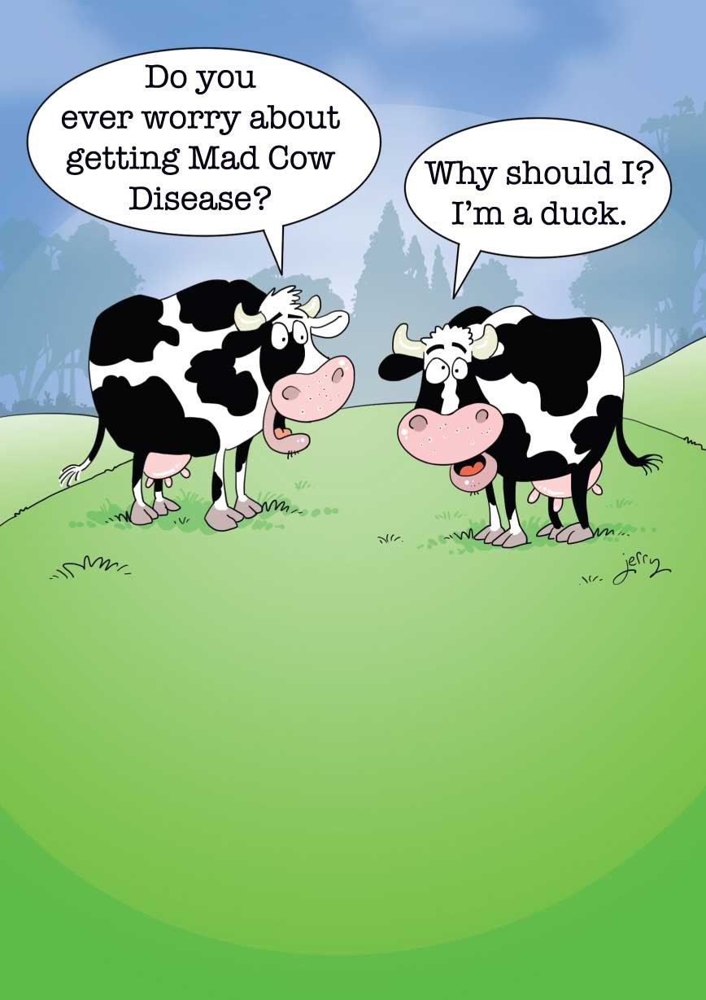 Do you
ever worry about
getting Mad Cow
Disease?
Why should I?
I'm a duck.
jerry